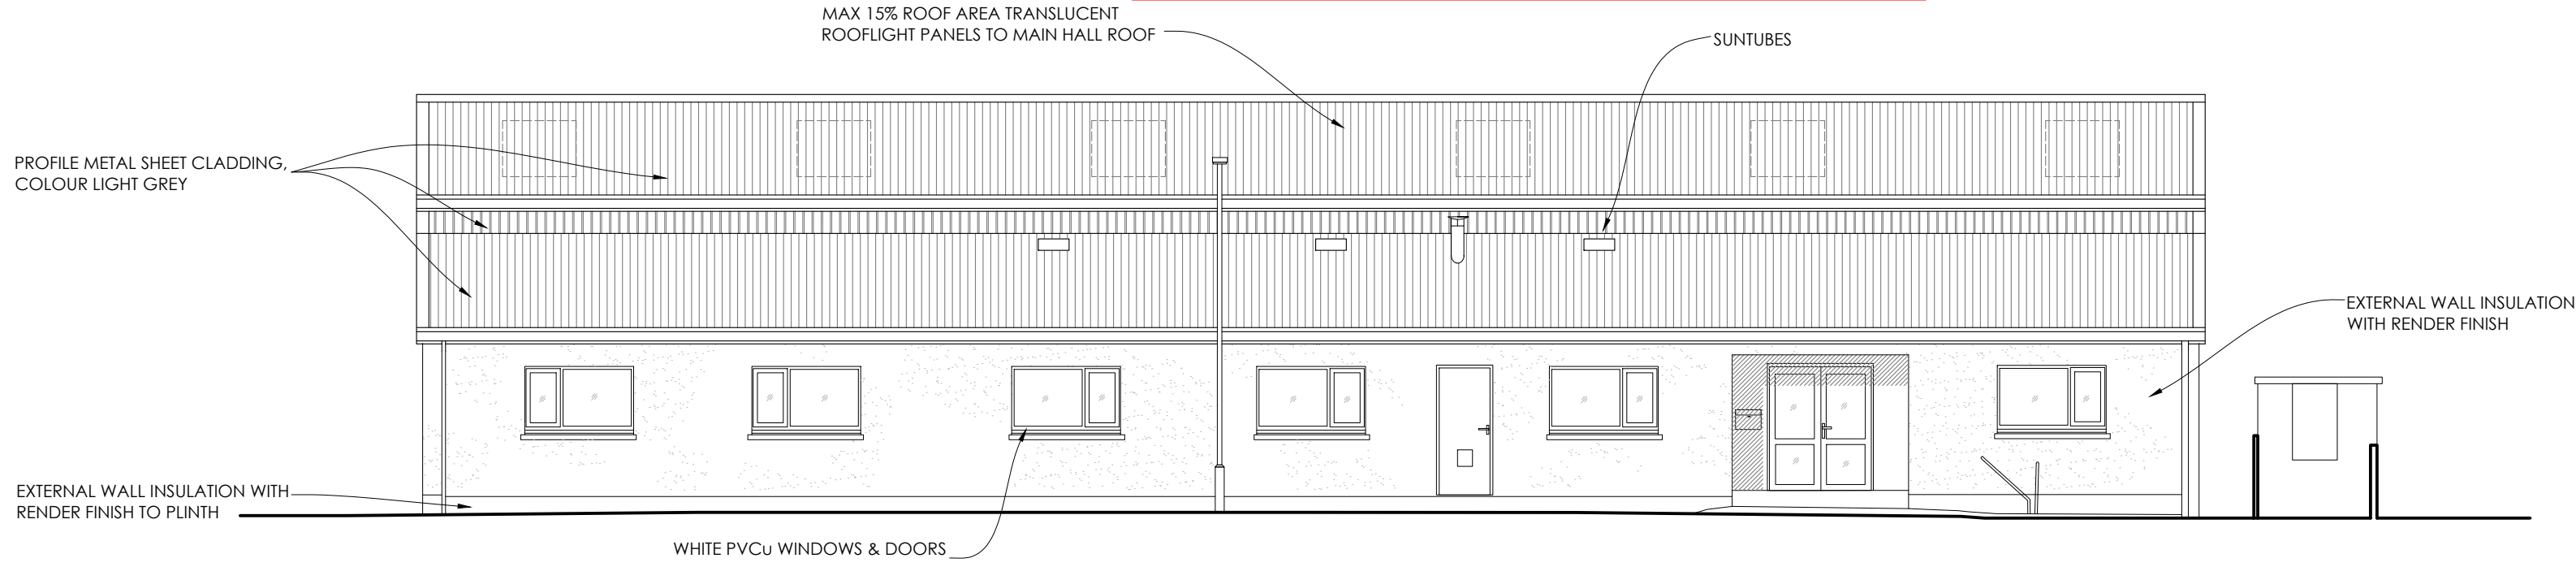 MAX 15% ROOF AREA TRANSLUCENT
ROOFLIGHT PANELS TO MAIN HALL ROOF
SUNTUBES
PROFILE METAL SHEET CLADDING,
COLOUR LIGHT GREY
EXTERNAL WALL INSULATION
WITH RENDER FINISH
EXTERNAL WALL INSULATION WITH
RENDER FINISH TO PLINTH
WHITE PVCu WINDOWS & DOORS